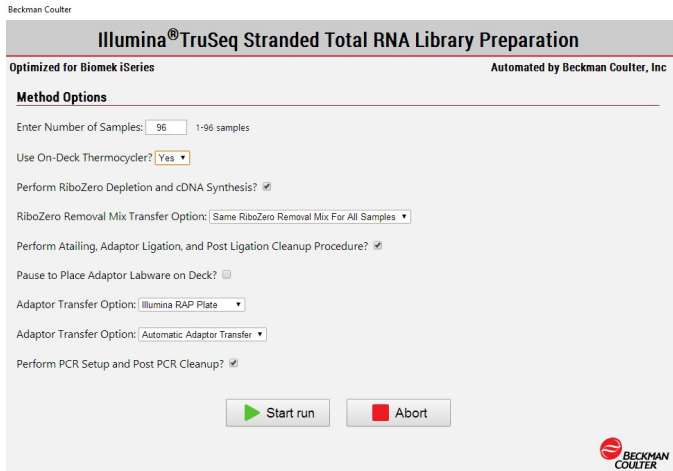 Beckman Coulter
Illumina®TruSeq Stranded Total RNA Library Preparation
Optimized for Biomek iSeries Automated by Beckman Coulter, Inc
Method Options
Enter Number of Samples: 96 1-96 samples
Use On-Deck Thermocycler? Yes
Perform RiboZero Depletion and cDNA Synthesis?
RiboZero Removal Mix Transfer Option: Same RiboZero Removal Mix For All Samples
Perform Atailing, Adaptor Ligation, and Post Ligation Cleanup Procedure?
Pause to Place Adaptor Labware on Deck?
Adaptor Transfer Option: Illumina RAP Plate
Adaptor Transfer Option: Automatic Adaptor Transfer
Perform PCR Setup and Post PCR Cleanup?
Start run Abort
BECKMAN
COULTER